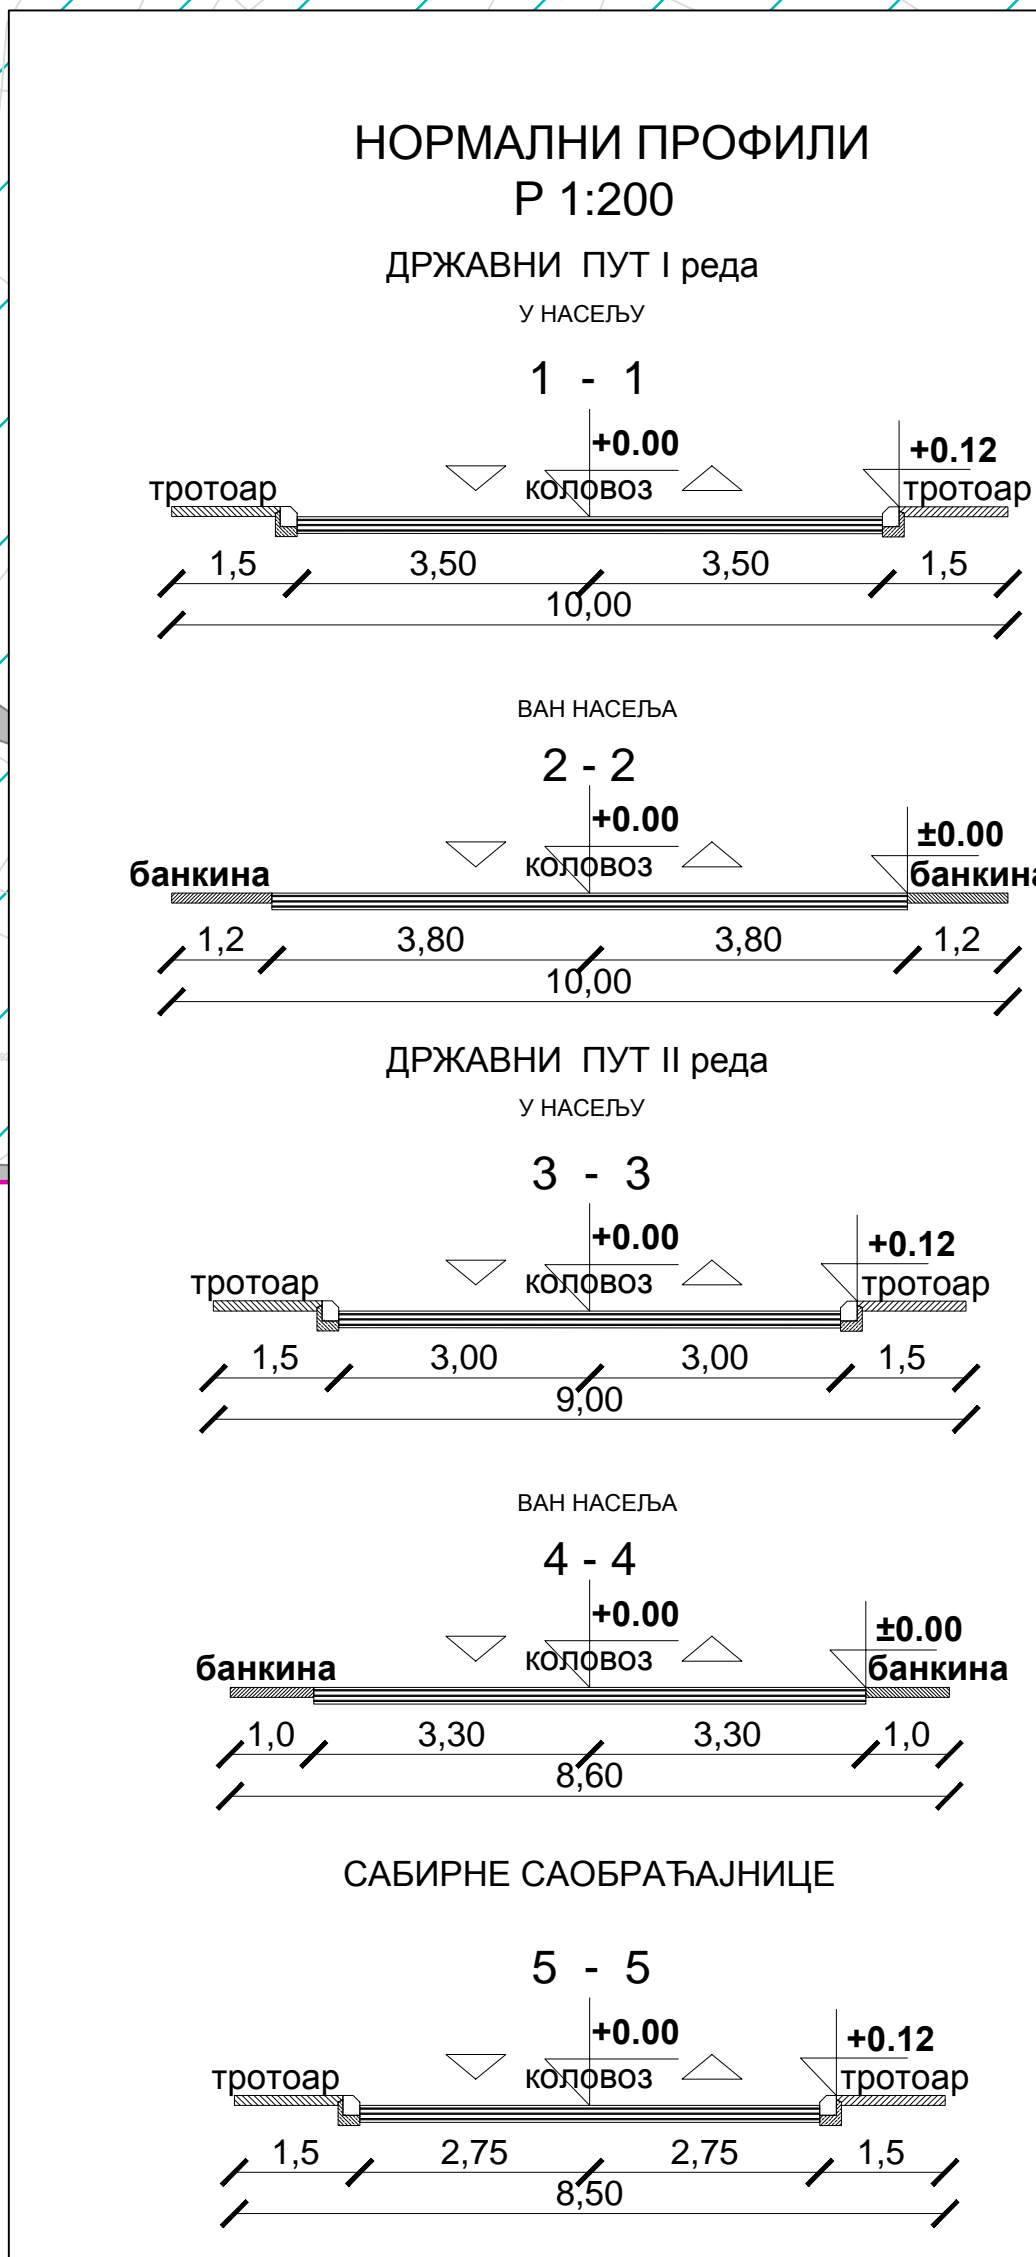 НОРМАЛНИ ПРОФИЛИ
Р 1:200
ДРЖАВНИ ПУТ I реда
У НАСЕЉУ
1 - 1
+0.00
+0.12
тротоар коловоз тротоар
1,5 3,50 3,50 1,5
10,00
ВАН НАСЕЉА
2 - 2
+0.00
±0.00
банкина коловоз банкина
1,2 3,80 3,80 1,2
10,00
ДРЖАВНИ ПУТ II реда
У НАСЕЉУ
3 - 3
+0.00
+0.12
тротоар коловоз тротоар
1,5 3,00 3,00 1,5
9,00
ВАН НАСЕЉА
4 - 4
+0.00
±0.00
банкина коловоз банкина
1,0 3,30 3,30 1,0
8,60
САБИРНЕ САОБРАЋАЈНИЦЕ
5 - 5
+0.00
+0.12
тротоар коловоз тротоар
1,5 2,75 2,75 1,5
8,50